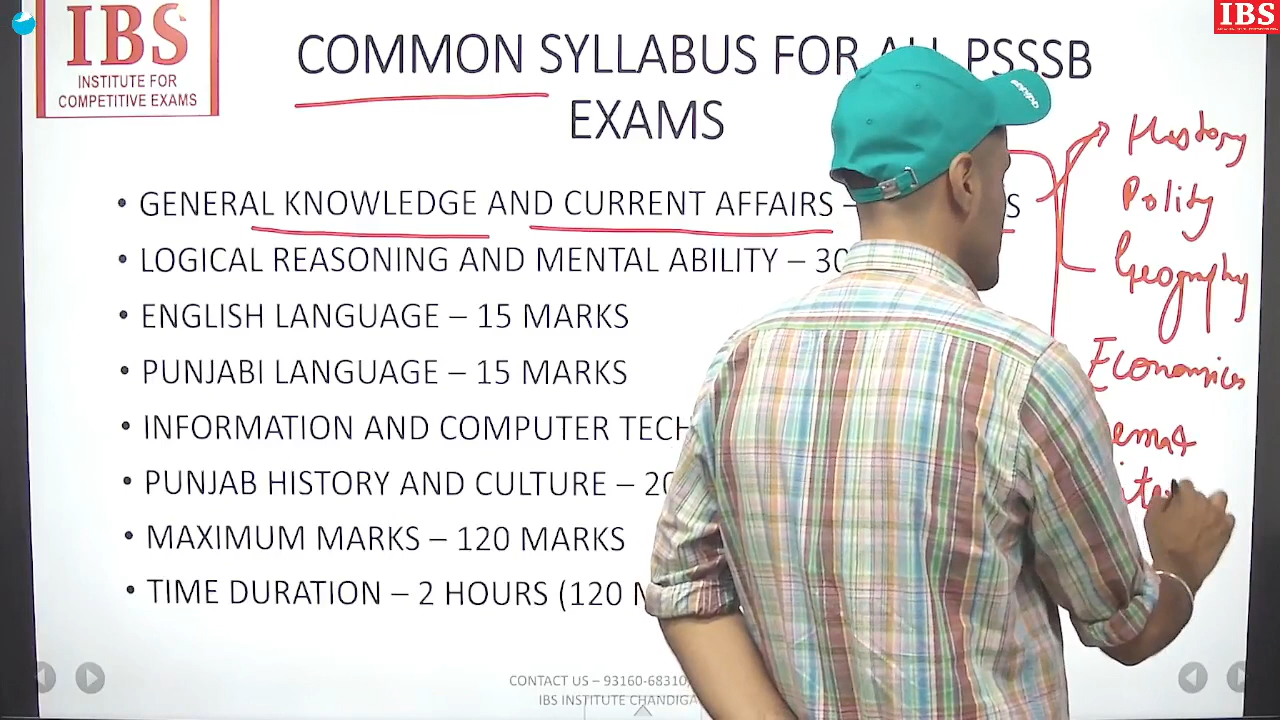 IBS
INSTITUTE FOR
COMPETITIVE EXAMS
IBS
COMMON SYLLABUS FOR ALL PSSSB
EXAMS
• GENERAL KNOWLEDGE AND CURRENT AFFAIRS –
• LOGICAL REASONING AND MENTAL ABILITY – 30
• ENGLISH LANGUAGE – 15 MARKS
• PUNJABI LANGUAGE – 15 MARKS
• INFORMATION AND COMPUTER TECH
• PUNJAB HISTORY AND CULTURE – 20
• MAXIMUM MARKS – 120 MARKS
• TIME DURATION – 2 HOURS (120 M
History
Polity
Geography
Economics
CONTACT US – 93160-68310,
IBS INSTITUTE CHANDIGA